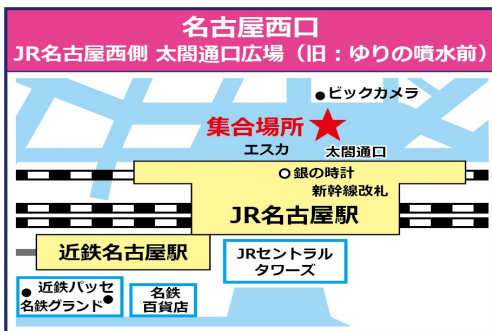 名古屋西口
JR名古屋西側 太閤通口広場（旧：ゆりの噴水前）
ビックカメラ
集合場所
エスカ
太閤通口
銀の時計
新幹線改札
JR名古屋駅
近鉄名古屋駅
JRセントラル
タワーズ
近鉄パッセ
名鉄グランド
名鉄
百貨店